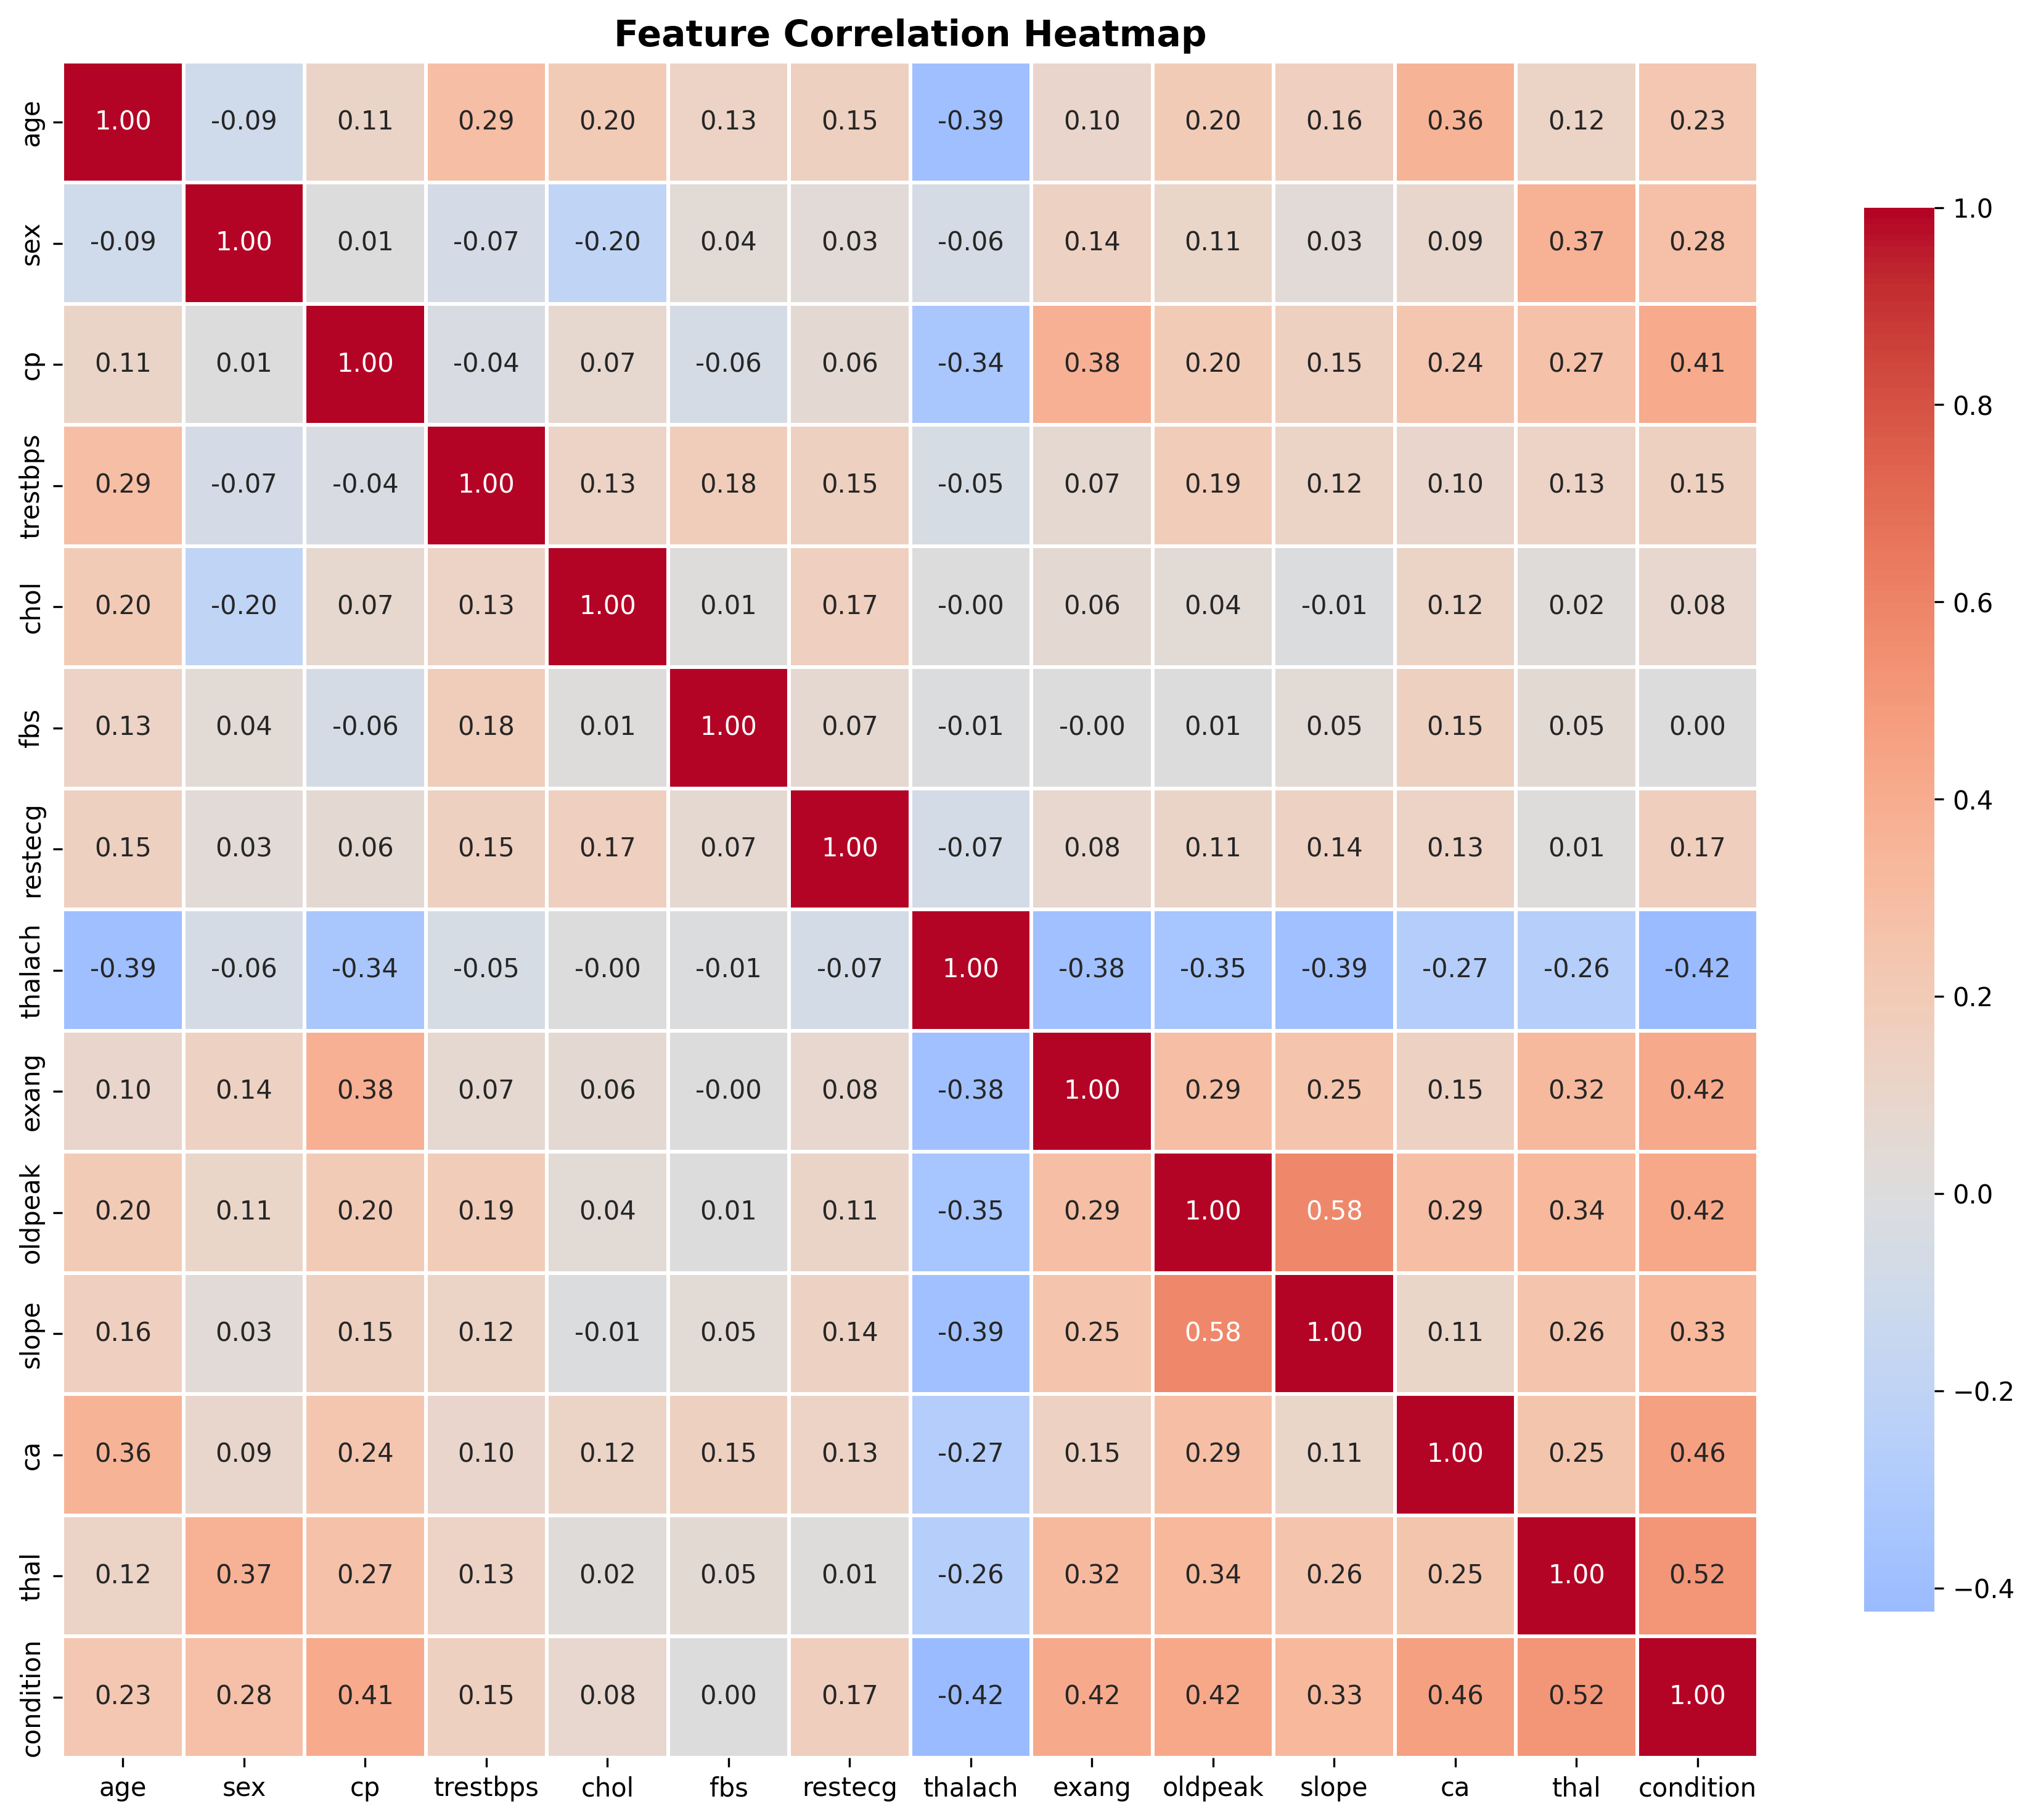 Feature Correlation Heatmap
age 1.00 -0.09 0.11 0.29 0.20 0.13 0.15 -0.39 0.10 0.20 0.16 0.36 0.12 0.23
sex -0.09 1.00 0.01 -0.07 -0.20 0.04 0.03 -0.06 0.14 0.11 0.03 0.09 0.37 0.28
cp 0.11 0.01 1.00 -0.04 0.07 -0.06 0.06 -0.34 0.38 0.20 0.15 0.24 0.27 0.41
trestbps 0.29 -0.07 -0.04 1.00 0.13 0.18 0.15 -0.05 0.07 0.19 0.12 0.10 0.13 0.15
chol 0.20 -0.20 0.07 0.13 1.00 0.01 0.17 -0.00 0.06 0.04 -0.01 0.12 0.02 0.08
fbs 0.13 0.04 -0.06 0.18 0.01 1.00 0.07 -0.01 -0.00 0.01 0.05 0.15 0.05 0.00
restecg 0.15 0.03 0.06 0.15 0.17 0.07 1.00 -0.07 0.08 0.11 0.14 0.13 0.01 0.17
thalach -0.39 -0.06 -0.34 -0.05 -0.00 -0.01 -0.07 1.00 -0.38 -0.35 -0.39 -0.27 -0.26 -0.42
exang 0.10 0.14 0.38 0.07 0.06 -0.00 0.08 -0.38 1.00 0.29 0.25 0.15 0.32 0.42
oldpeak 0.20 0.11 0.20 0.19 0.04 0.01 0.11 -0.35 0.29 1.00 0.58 0.29 0.34 0.42
slope 0.16 0.03 0.15 0.12 -0.01 0.05 0.14 -0.39 0.25 0.58 1.00 0.11 0.26 0.33
ca 0.36 0.09 0.24 0.10 0.12 0.15 0.13 -0.27 0.15 0.29 0.11 1.00 0.25 0.46
thal 0.12 0.37 0.27 0.13 0.02 0.05 0.01 -0.26 0.32 0.34 0.26 0.25 1.00 0.52
condition 0.23 0.28 0.41 0.15 0.08 0.00 0.17 -0.42 0.42 0.42 0.33 0.46 0.52 1.00
age sex cp trestbps chol fbs restecg thalach exang oldpeak slope ca thal condition
1.0
0.8
0.6
0.4
0.2
0.0
−0.2
−0.4